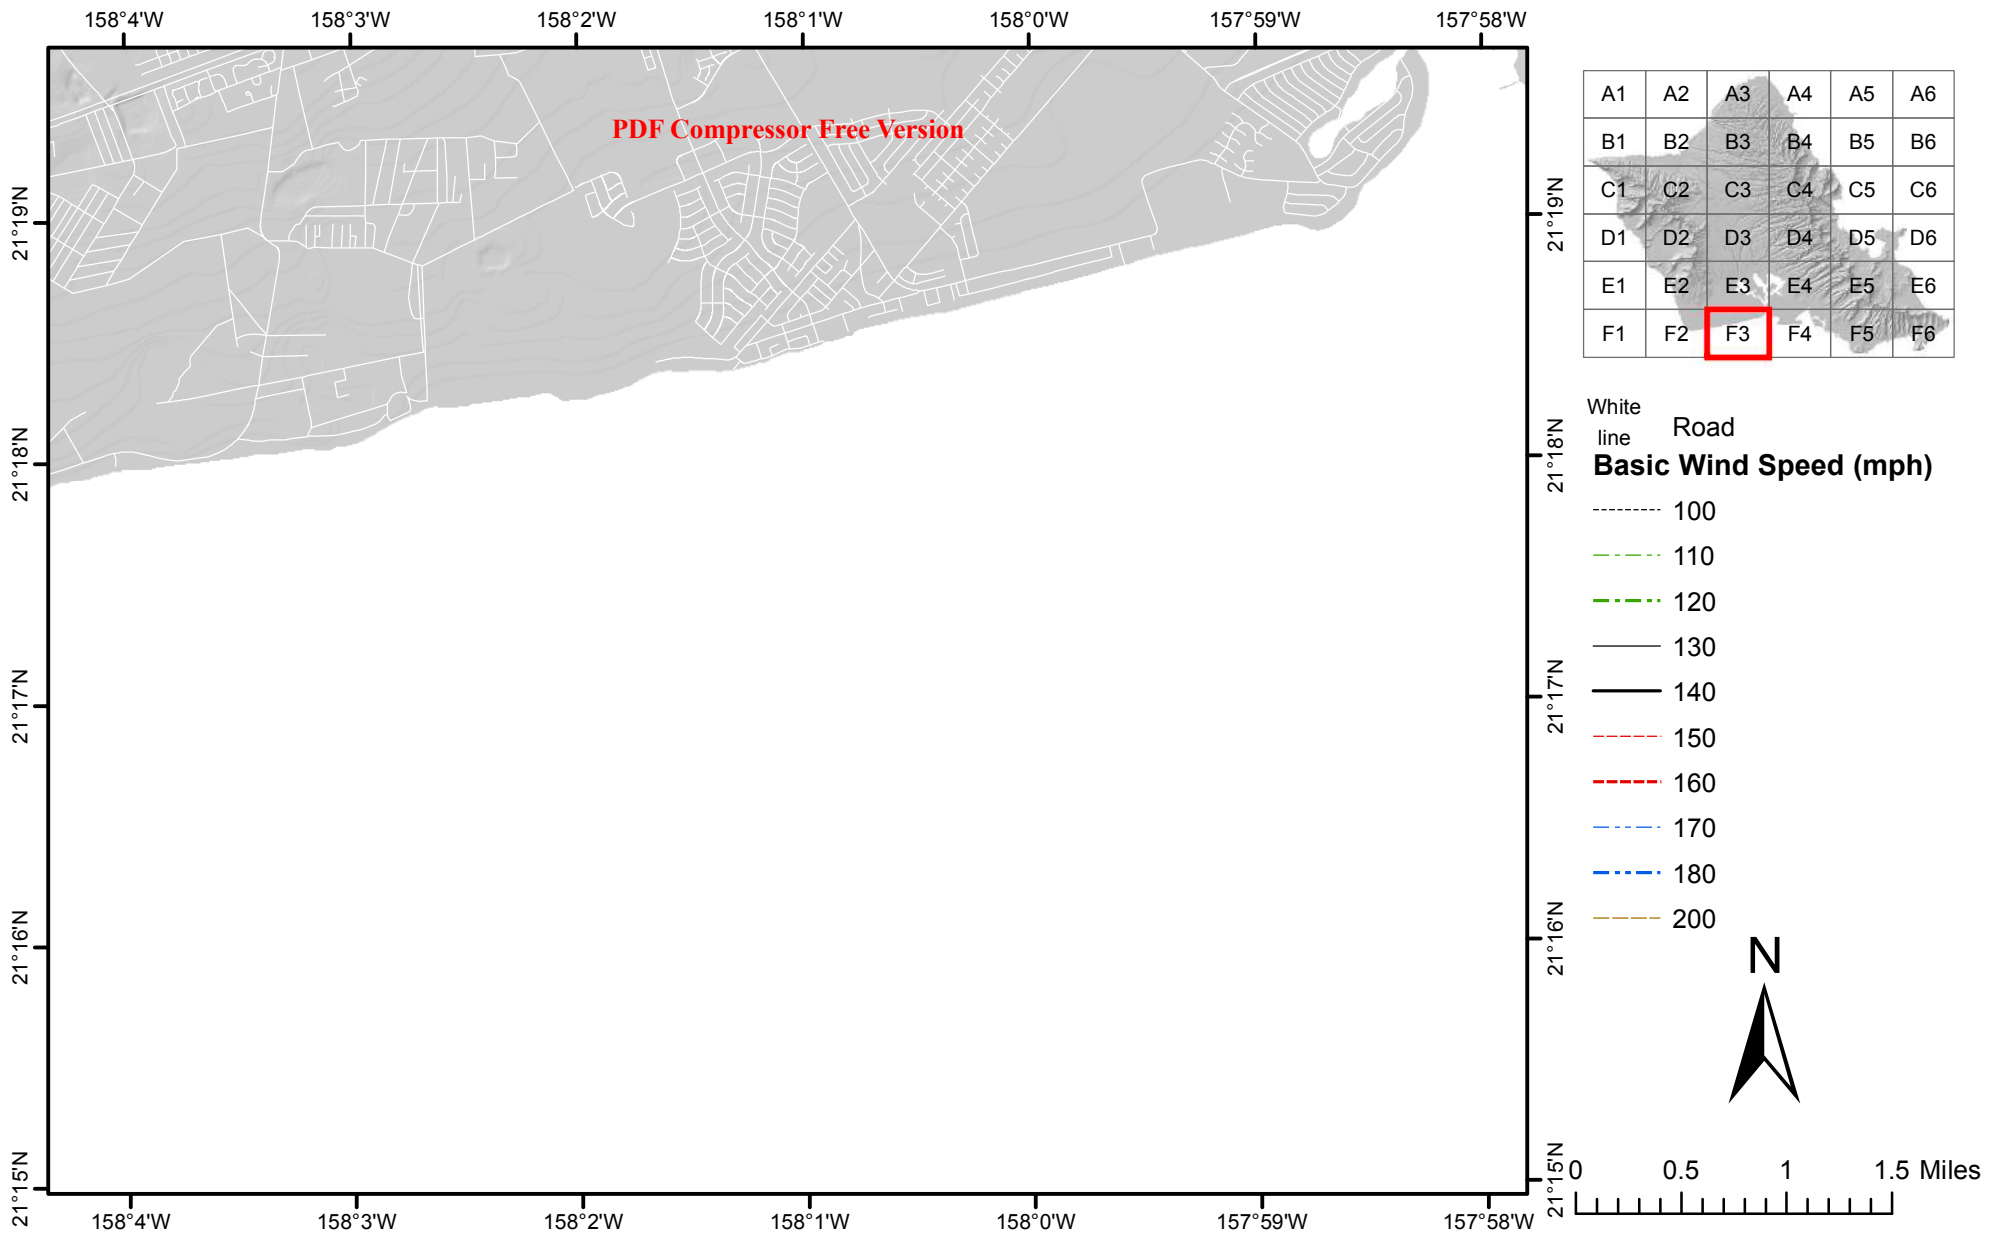 158°4'W 158°3'W 158°2'W 158°1'W 158°0'W 157°59'W 157°58'W
PDF Compressor Free Version
21°19'N
21°18'N
21°17'N
21°16'N
21°15'N
21°19'N
21°18'N
21°17'N
21°16'N
21°15'N
158°4'W 158°3'W 158°2'W 158°1'W 158°0'W 157°59'W 157°58'W
A1 A2 A3 A4 A5 A6
B1 B2 B3 B4 B5 B6
C1 C2 C3 C4 C5 C6
D1 D2 D3 D4 D5 D6
E1 E2 E3 E4 E5 E6
F1 F2 F3 F4 F5 F6
White
line Road
Basic Wind Speed (mph)
100
110
120
130
140
150
160
170
180
200
N
0 0.5 1 1.5 Miles